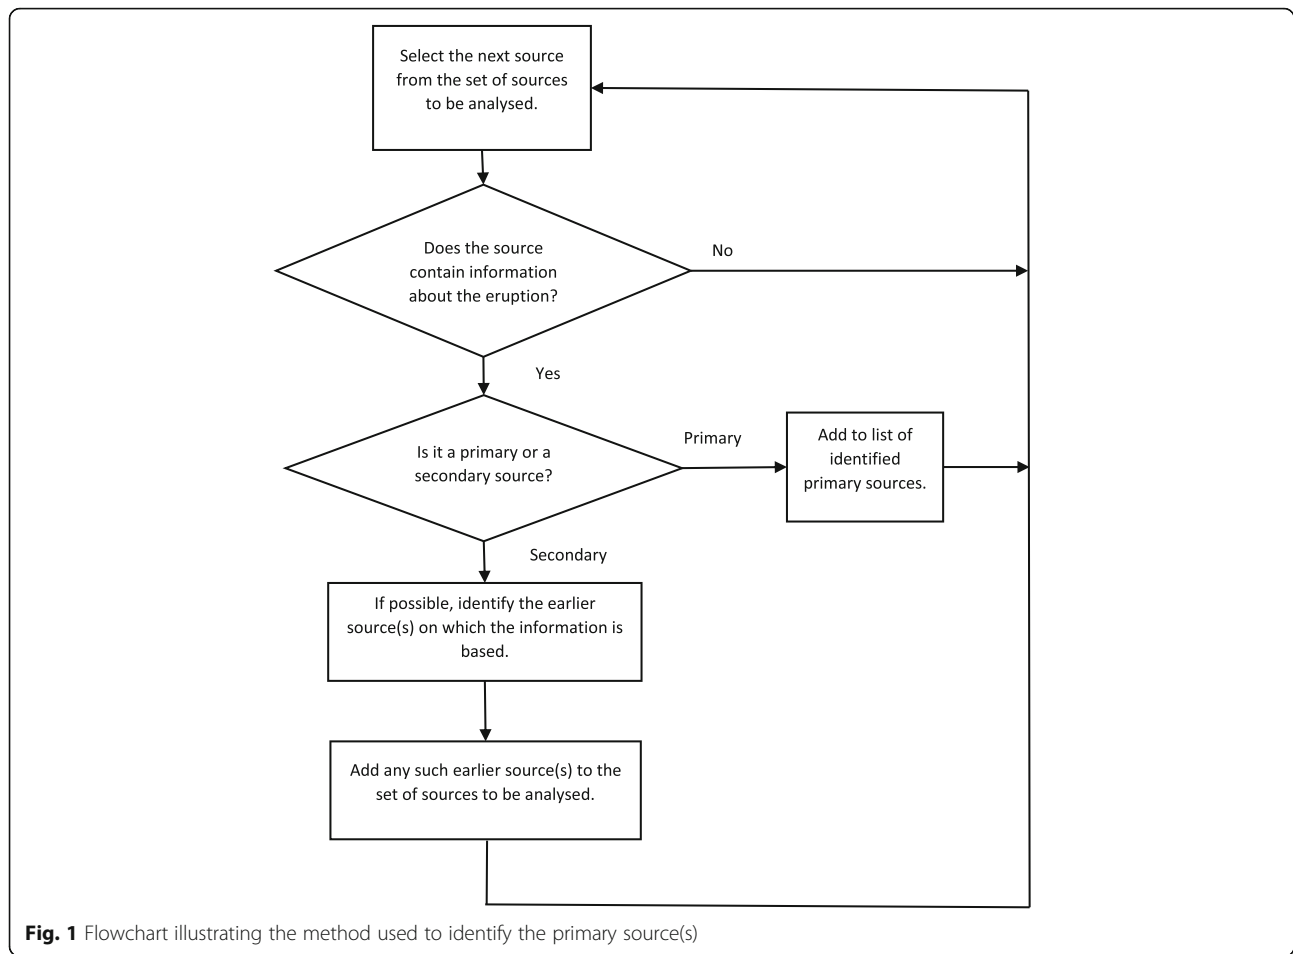 Select the next source
from the set of sources
to be analysed.
Does the source
contain information
about the eruption?
No
Yes
Is it a primary or a
secondary source?
Primary
Add to list of
identified
primary sources.
Secondary
If possible, identify the earlier
source(s) on which the information is
based.
Add any such earlier source(s) to the
set of sources to be analysed.
Fig. 1 Flowchart illustrating the method used to identify the primary source(s)